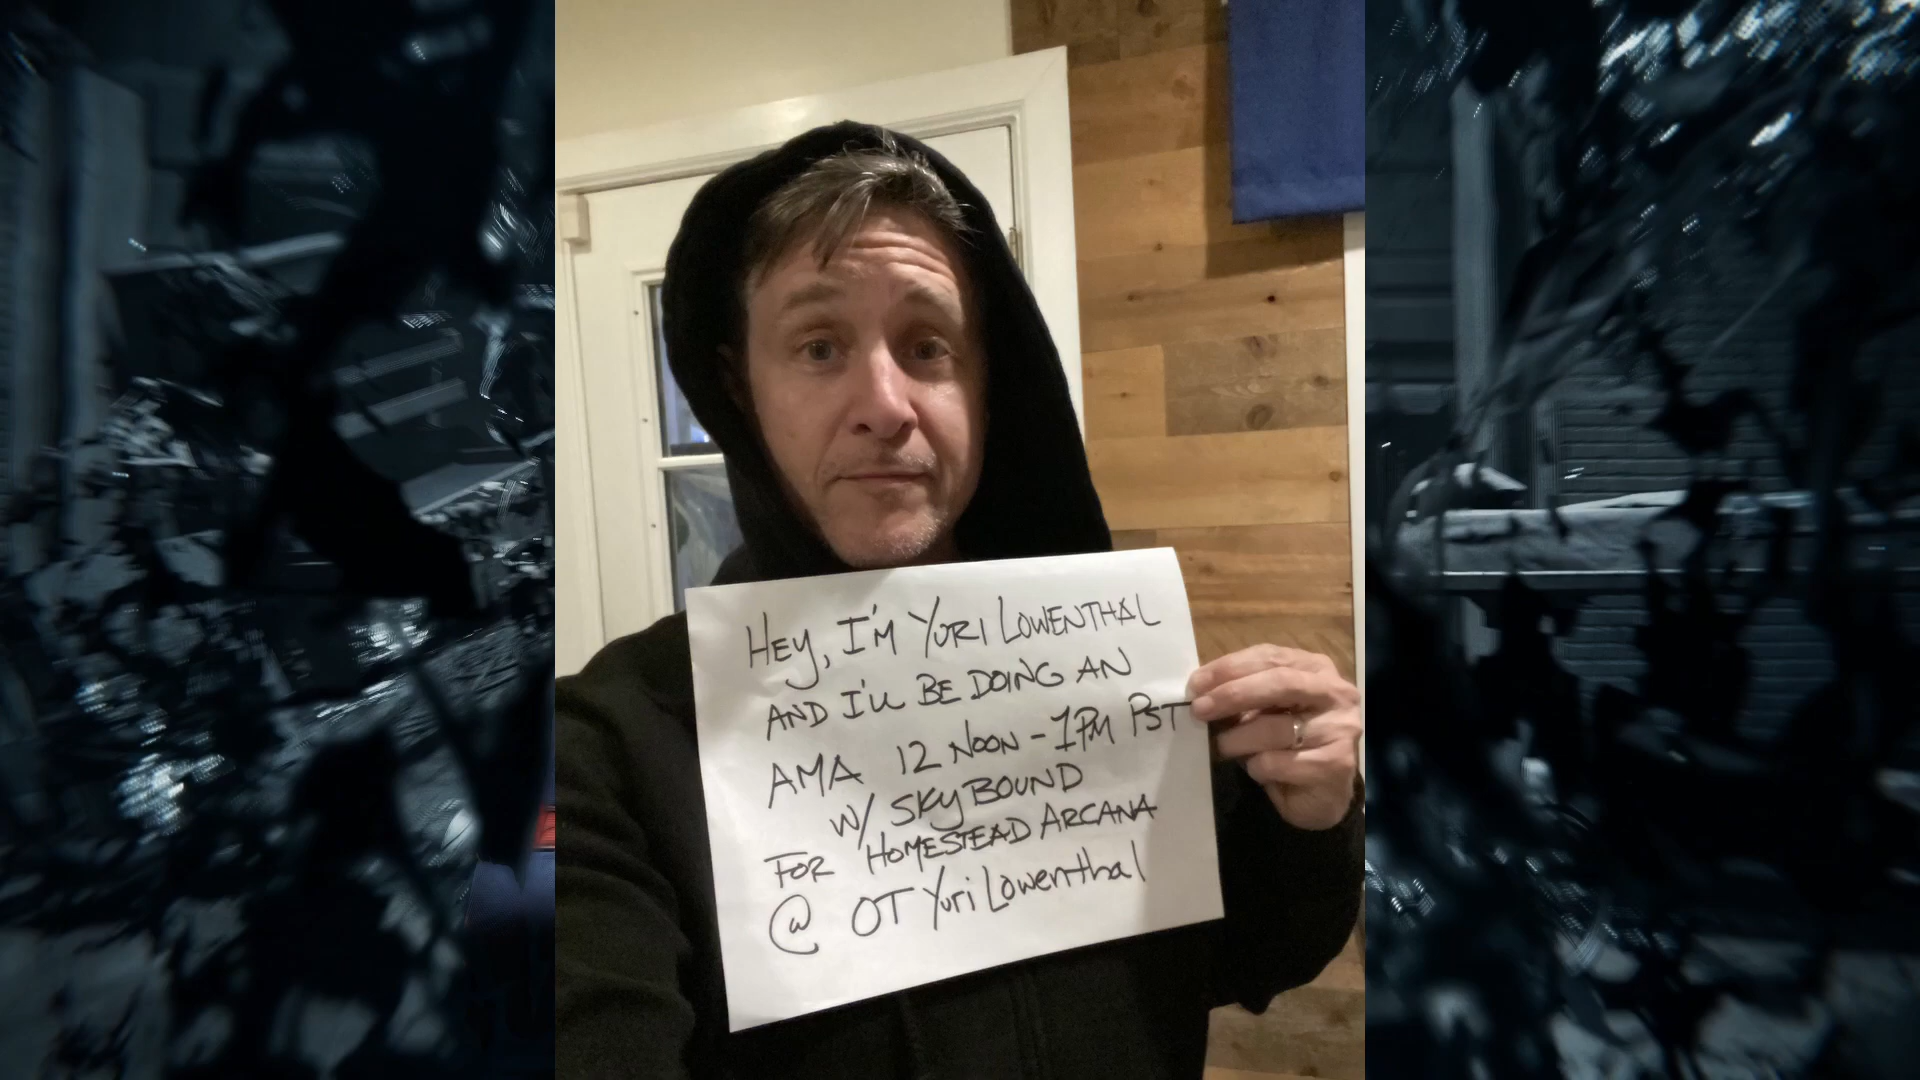 HEY, I'M YURI LOWENTHAL
AND I'LL BE DOING AN
AMA 12 NOON - 1PM PST
W/ SKYBOUND
FOR HOMESTEAD ARCANA
@ OT Yuri Lowenthal